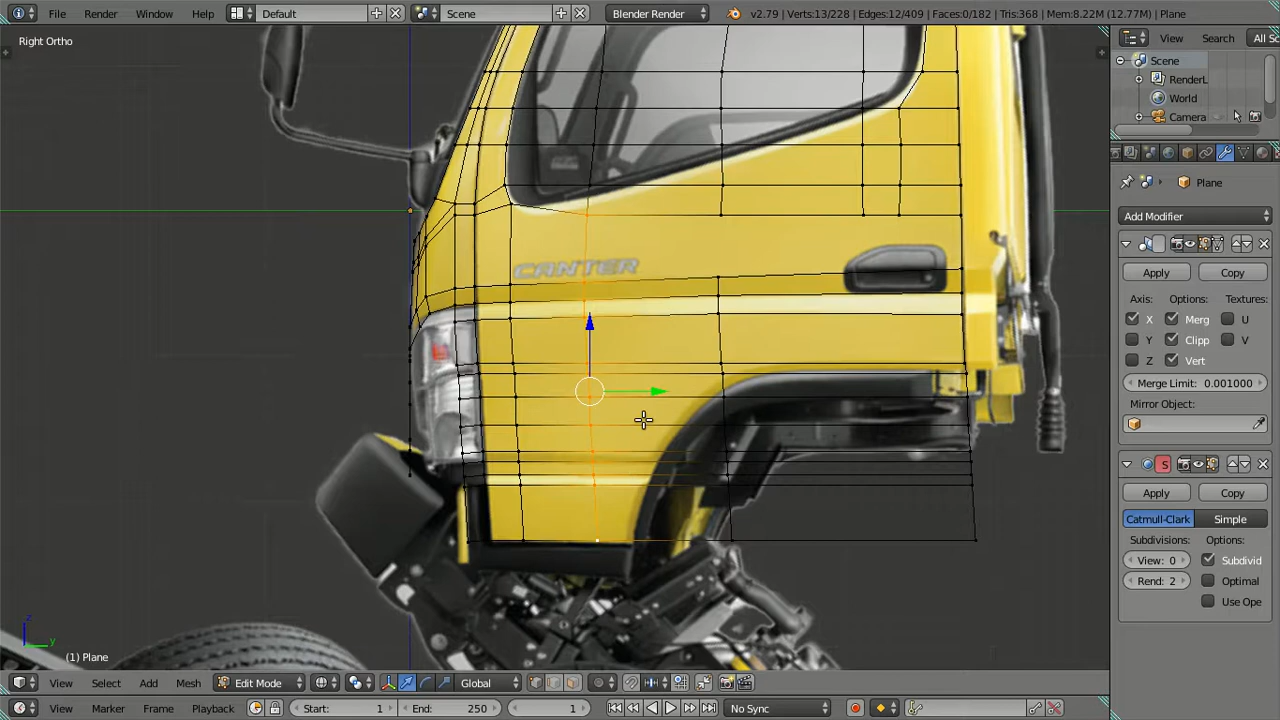 File Render Window Help Default Scene Blender Render v2.79 | Verts:13/228 | Edges:12/409 | Faces:0/182 | Tris:368 | Mem:8.22M (12.77M) | Plane
Right Ortho
View Search All Sc
Scene
RenderL
World
Camera
Plane
Add Modifier
Apply Copy
Axis: Options: Textures:
X Merg U
Y Clipp V
Z Vert
Merge Limit: 0.001000
Mirror Object:
S
Apply Copy
Catmull-Clark Simple
Subdivisions: Options:
View: 0 Subdivid
Rend: 2 Optimal
Use Ope
CANTER
z
y
(1) Plane
View Select Add Mesh Edit Mode Global
View Marker Frame Playback Start: 1 End: 250 1 No Sync